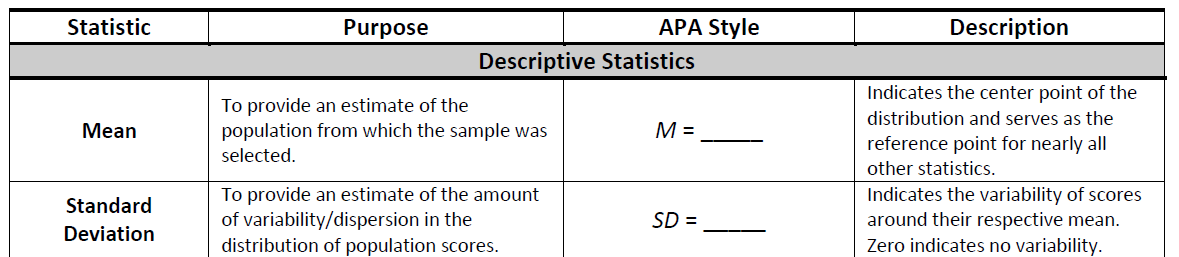 Statistic Purpose APA Style Description
Descriptive Statistics
Mean
To provide an estimate of the
population from which the sample was
selected.
M = _____
Indicates the center point of the
distribution and serves as the
reference point for nearly all
other statistics.
Standard
Deviation
To provide an estimate of the amount
of variability/dispersion in the
distribution of population scores.
SD = _____
Indicates the variability of scores
around their respective mean.
Zero indicates no variability.